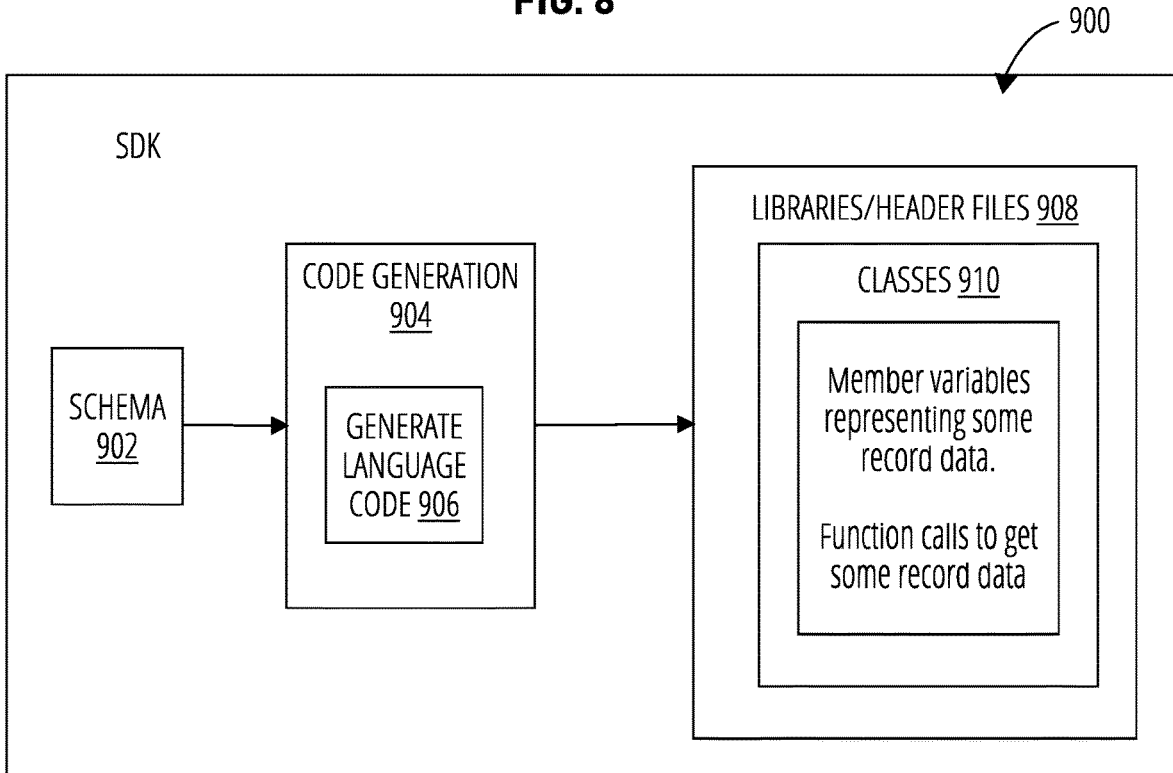 FIG. 8
900
SDK
SCHEMA
902
CODE GENERATION
904
GENERATE
LANGUAGE
CODE 906
LIBRARIES/HEADER FILES 908
CLASSES 910
Member variables
representing some
record data.
Function calls to get
some record data